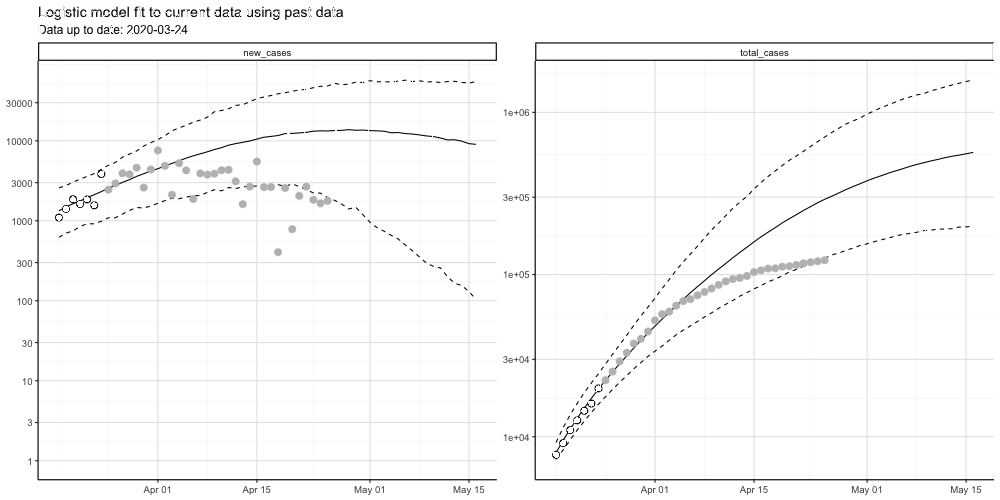 Logistic model fit to current data using past data
Data up to date: 2020-03-24
new_cases
total_cases
30000
10000
3000
1000
300
100
30
10
3
1
Apr 01
Apr 15
May 01
May 15
1e+06
3e+05
1e+05
3e+04
1e+04
Apr 01
Apr 15
May 01
May 15